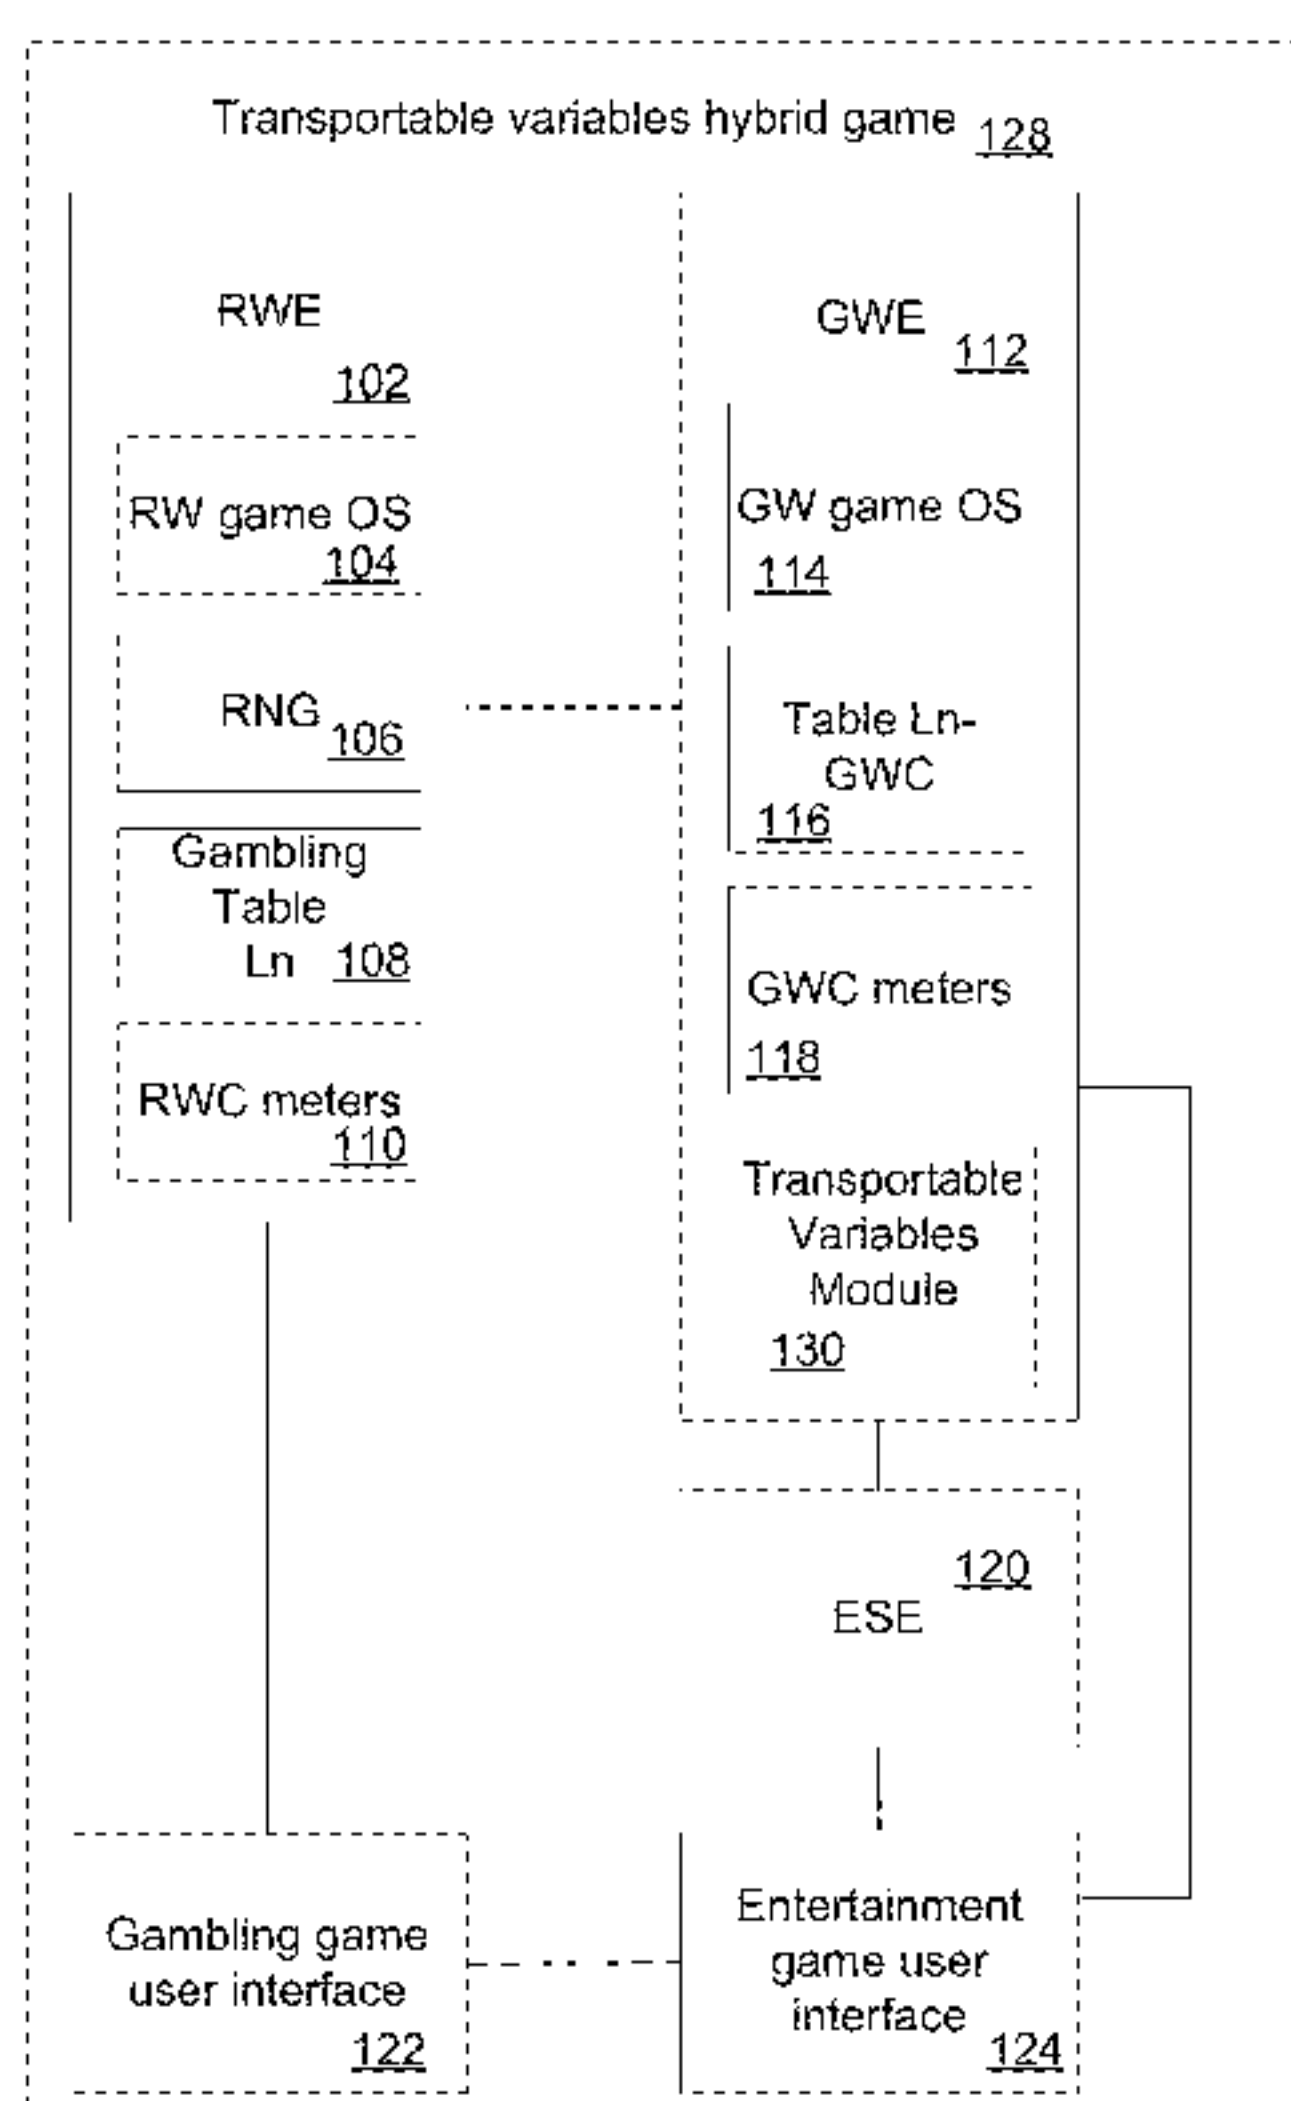 Transportable variables hybrid game 128
RWE
102
RW game OS
104
RNG
106
Gambling
Table
Ln 108
RWC meters
110
GWE
112
GW game OS
114
Table Ln-
GWC
116
GWC meters
118
Transportable
Variables
Module
130
120
ESE
Gambling game
user interface
122
Entertainment
game user
interface
124